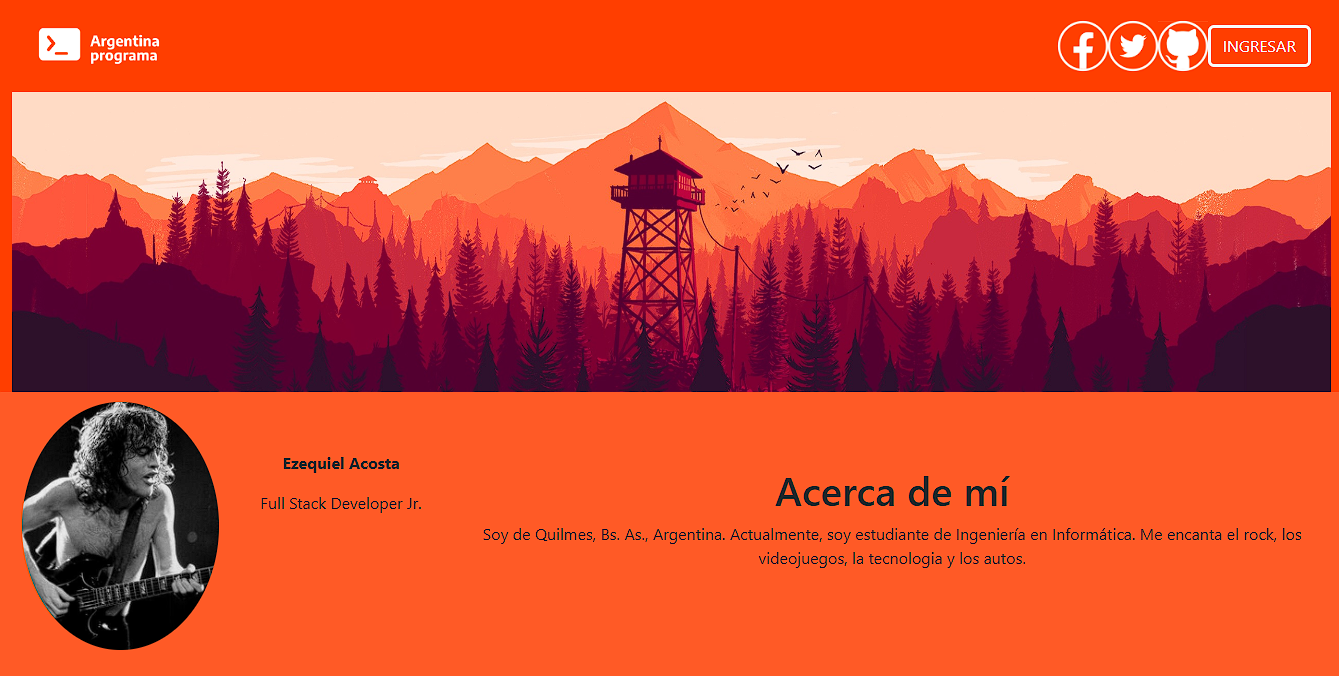 Argentina
programa
INGRESAR
Ezequiel Acosta
Full Stack Developer Jr.
Acerca de mí
Soy de Quilmes, Bs. As., Argentina. Actualmente, soy estudiante de Ingeniería en Informática. Me encanta el rock, los
videojuegos, la tecnologia y los autos.